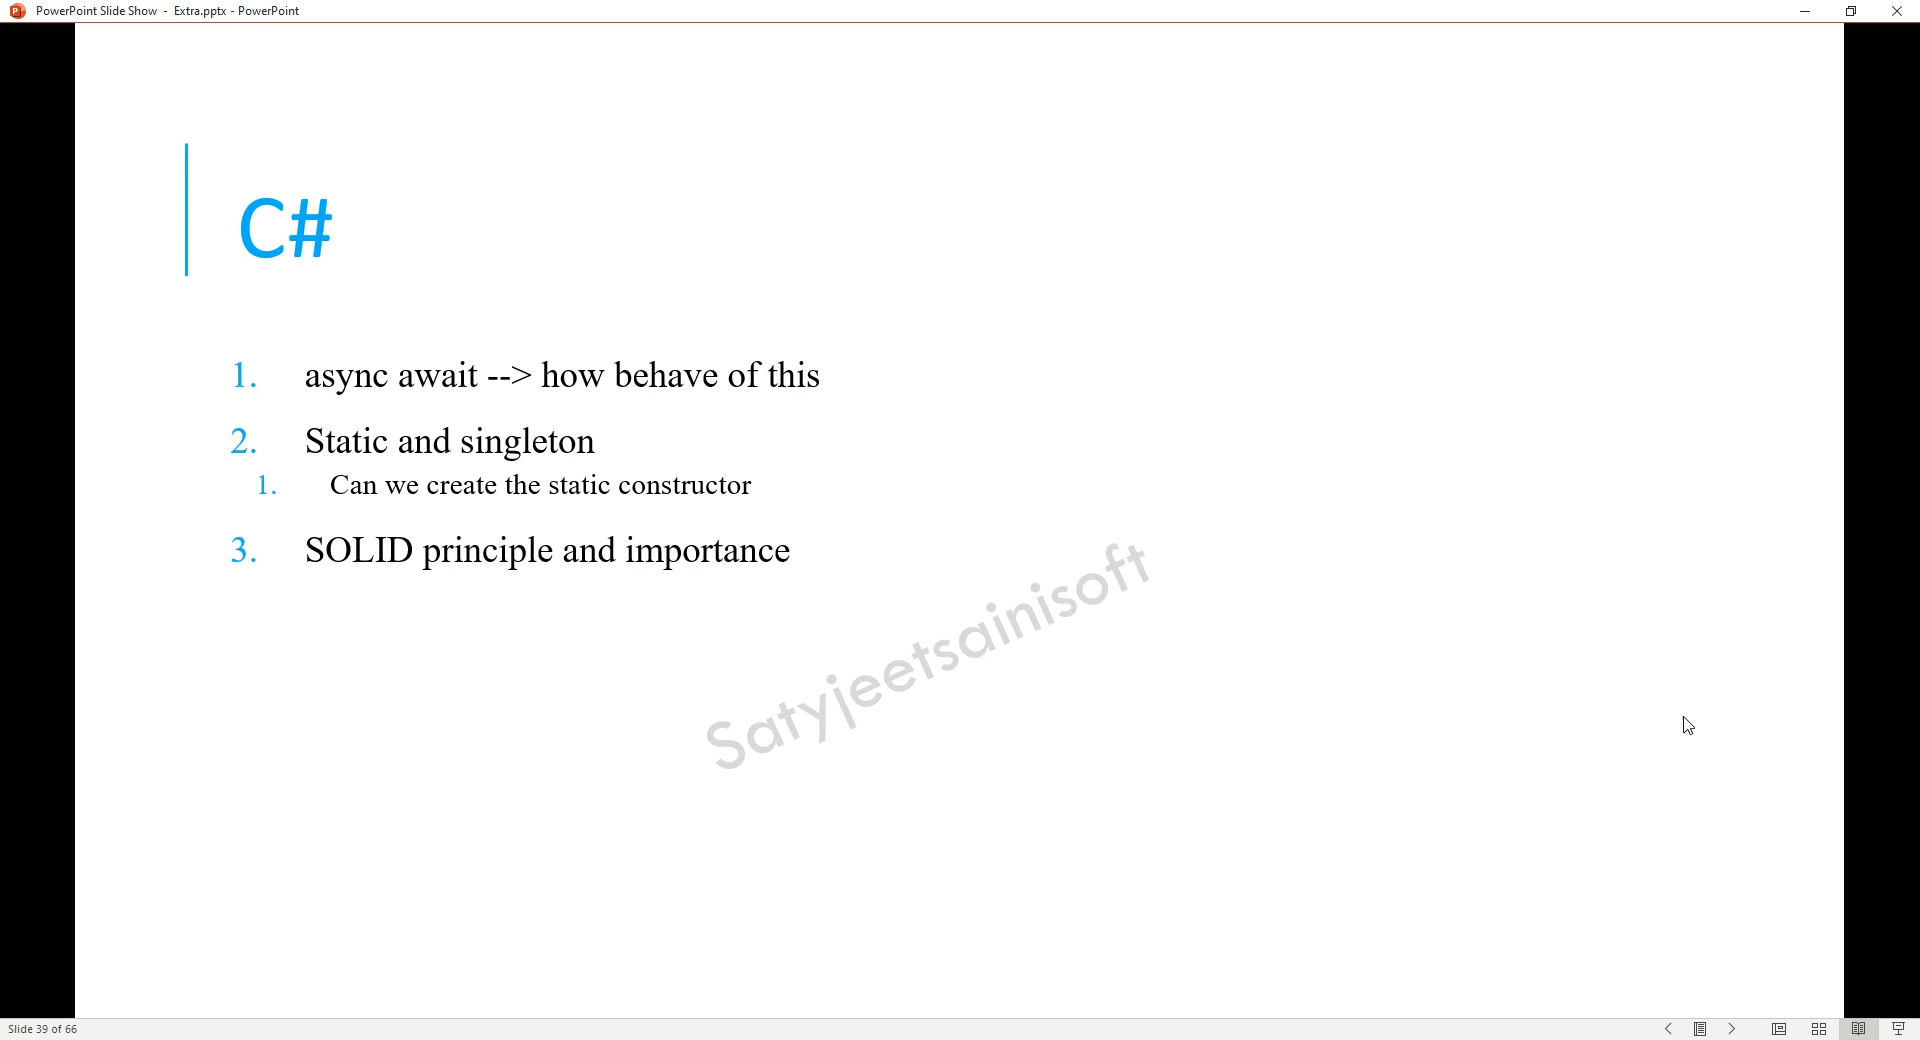 PowerPoint Slide Show - Extra.pptx - PowerPoint
C#
1. async await --> how behave of this
2. Static and singleton
1. Can we create the static constructor
3. SOLID principle and importance
Satyjeetsainisoft
Slide 39 of 66